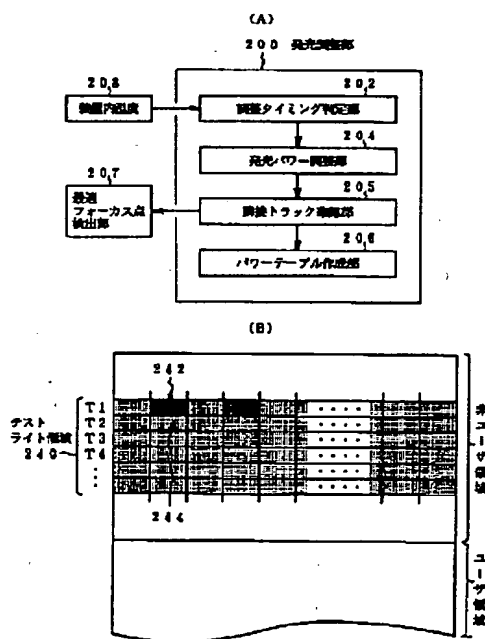 (A)
200 発光調整部
208
装置内温度
202
調整タイミング判定部
204
発光パワー調整部
207
最適
フォーカス点
検出部
205
隣接トラック制御部
206
パワーテーブル作成部
(B)
242
テスト
ライト領域
240
T1
T2
T3
T4
244
非ユーザ領域
ユーザ領域